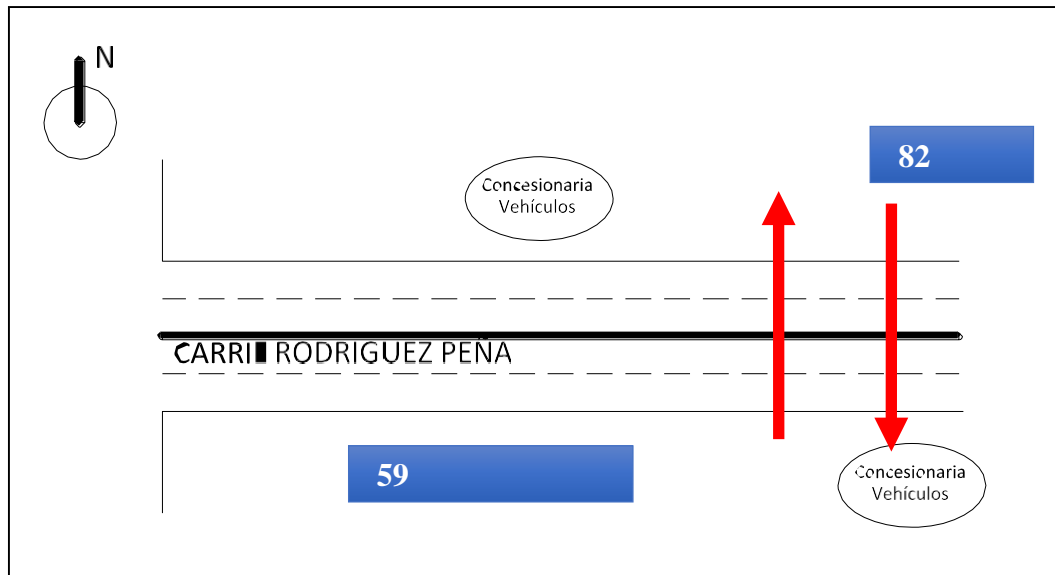 N
82
Concesionaria
Vehículos
CARRI RODRIGUEZ PEÑA
59
Concesionaria
Vehículos